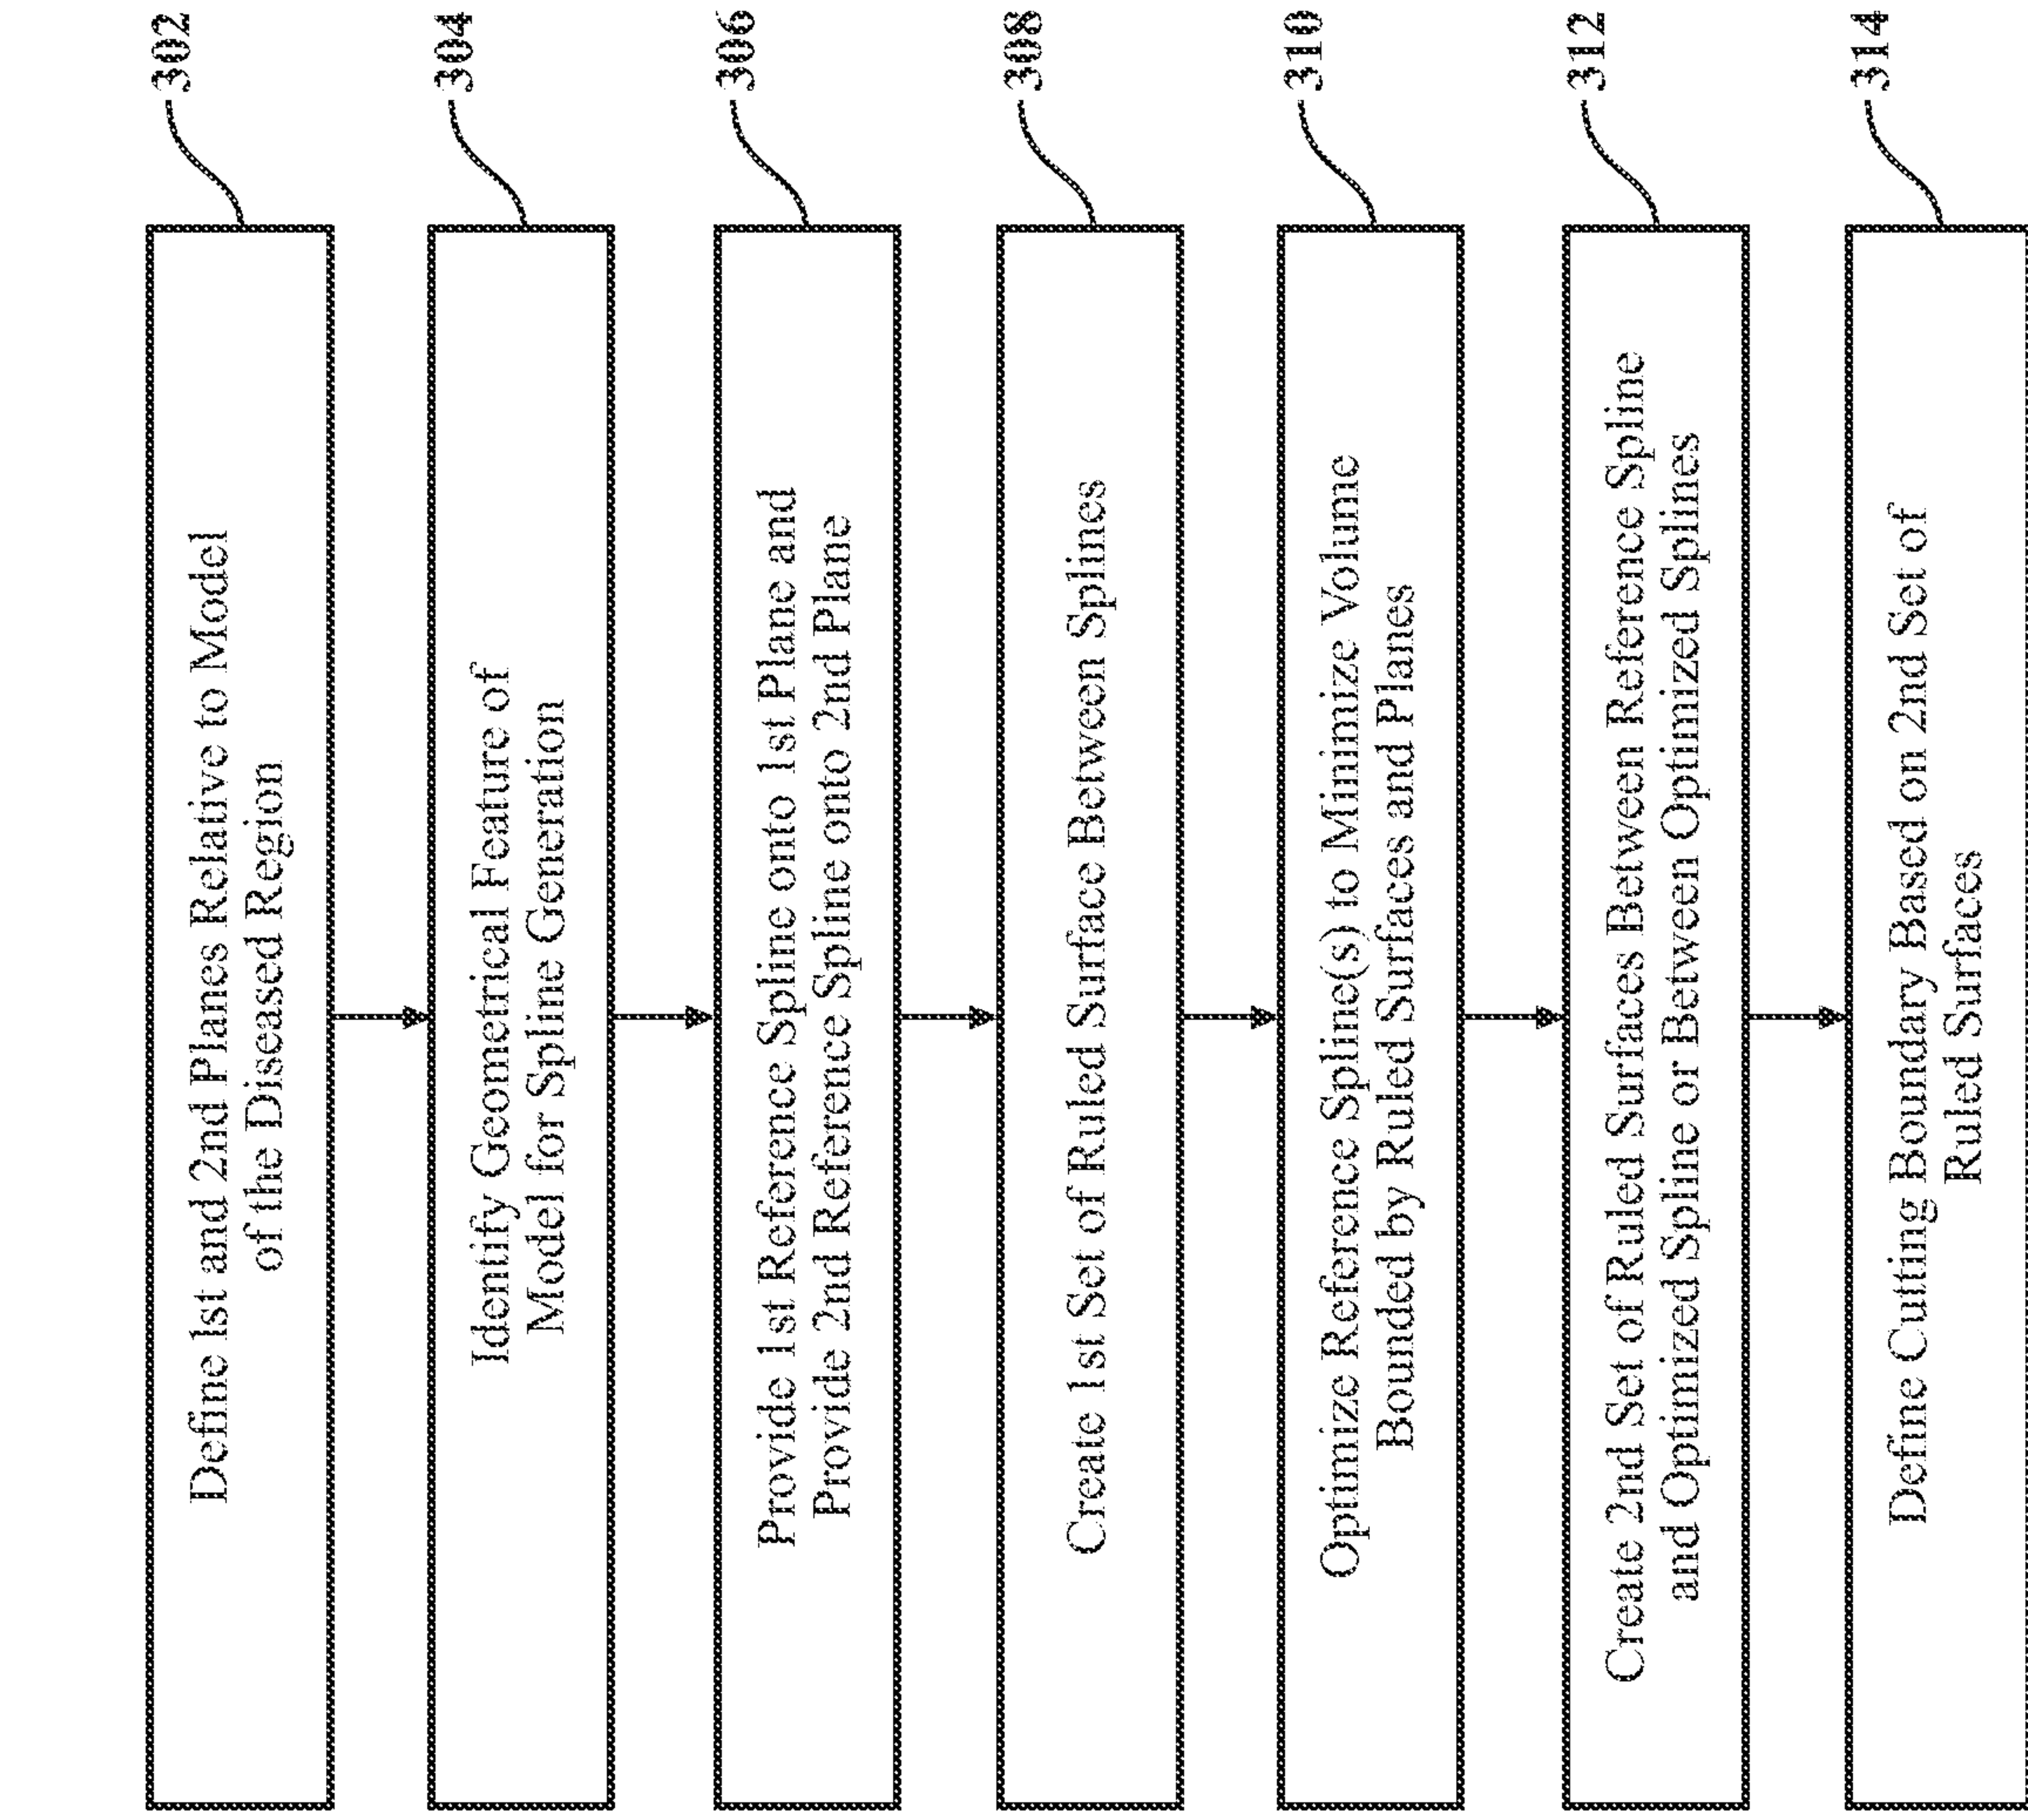 302
Define 1st and 2nd Planes Relative to Model
of the Diseased Region
304
Identify Geometrical Feature of
Model for Spline Generation
306
Provide 1st Reference Spline onto 1st Plane and
Provide 2nd Reference Spline onto 2nd Plane
308
Create 1st Set of Ruled Surface Between Splines
310
Optimize Reference Spline(s) to Minimize Volume
Bounded by Ruled Surfaces and Planes
312
Create 2nd Set of Ruled Surfaces Between Reference Spline
and Optimized Spline or Between Optimized Splines
314
Define Cutting Boundary Based on 2nd Set of
Ruled Surfaces